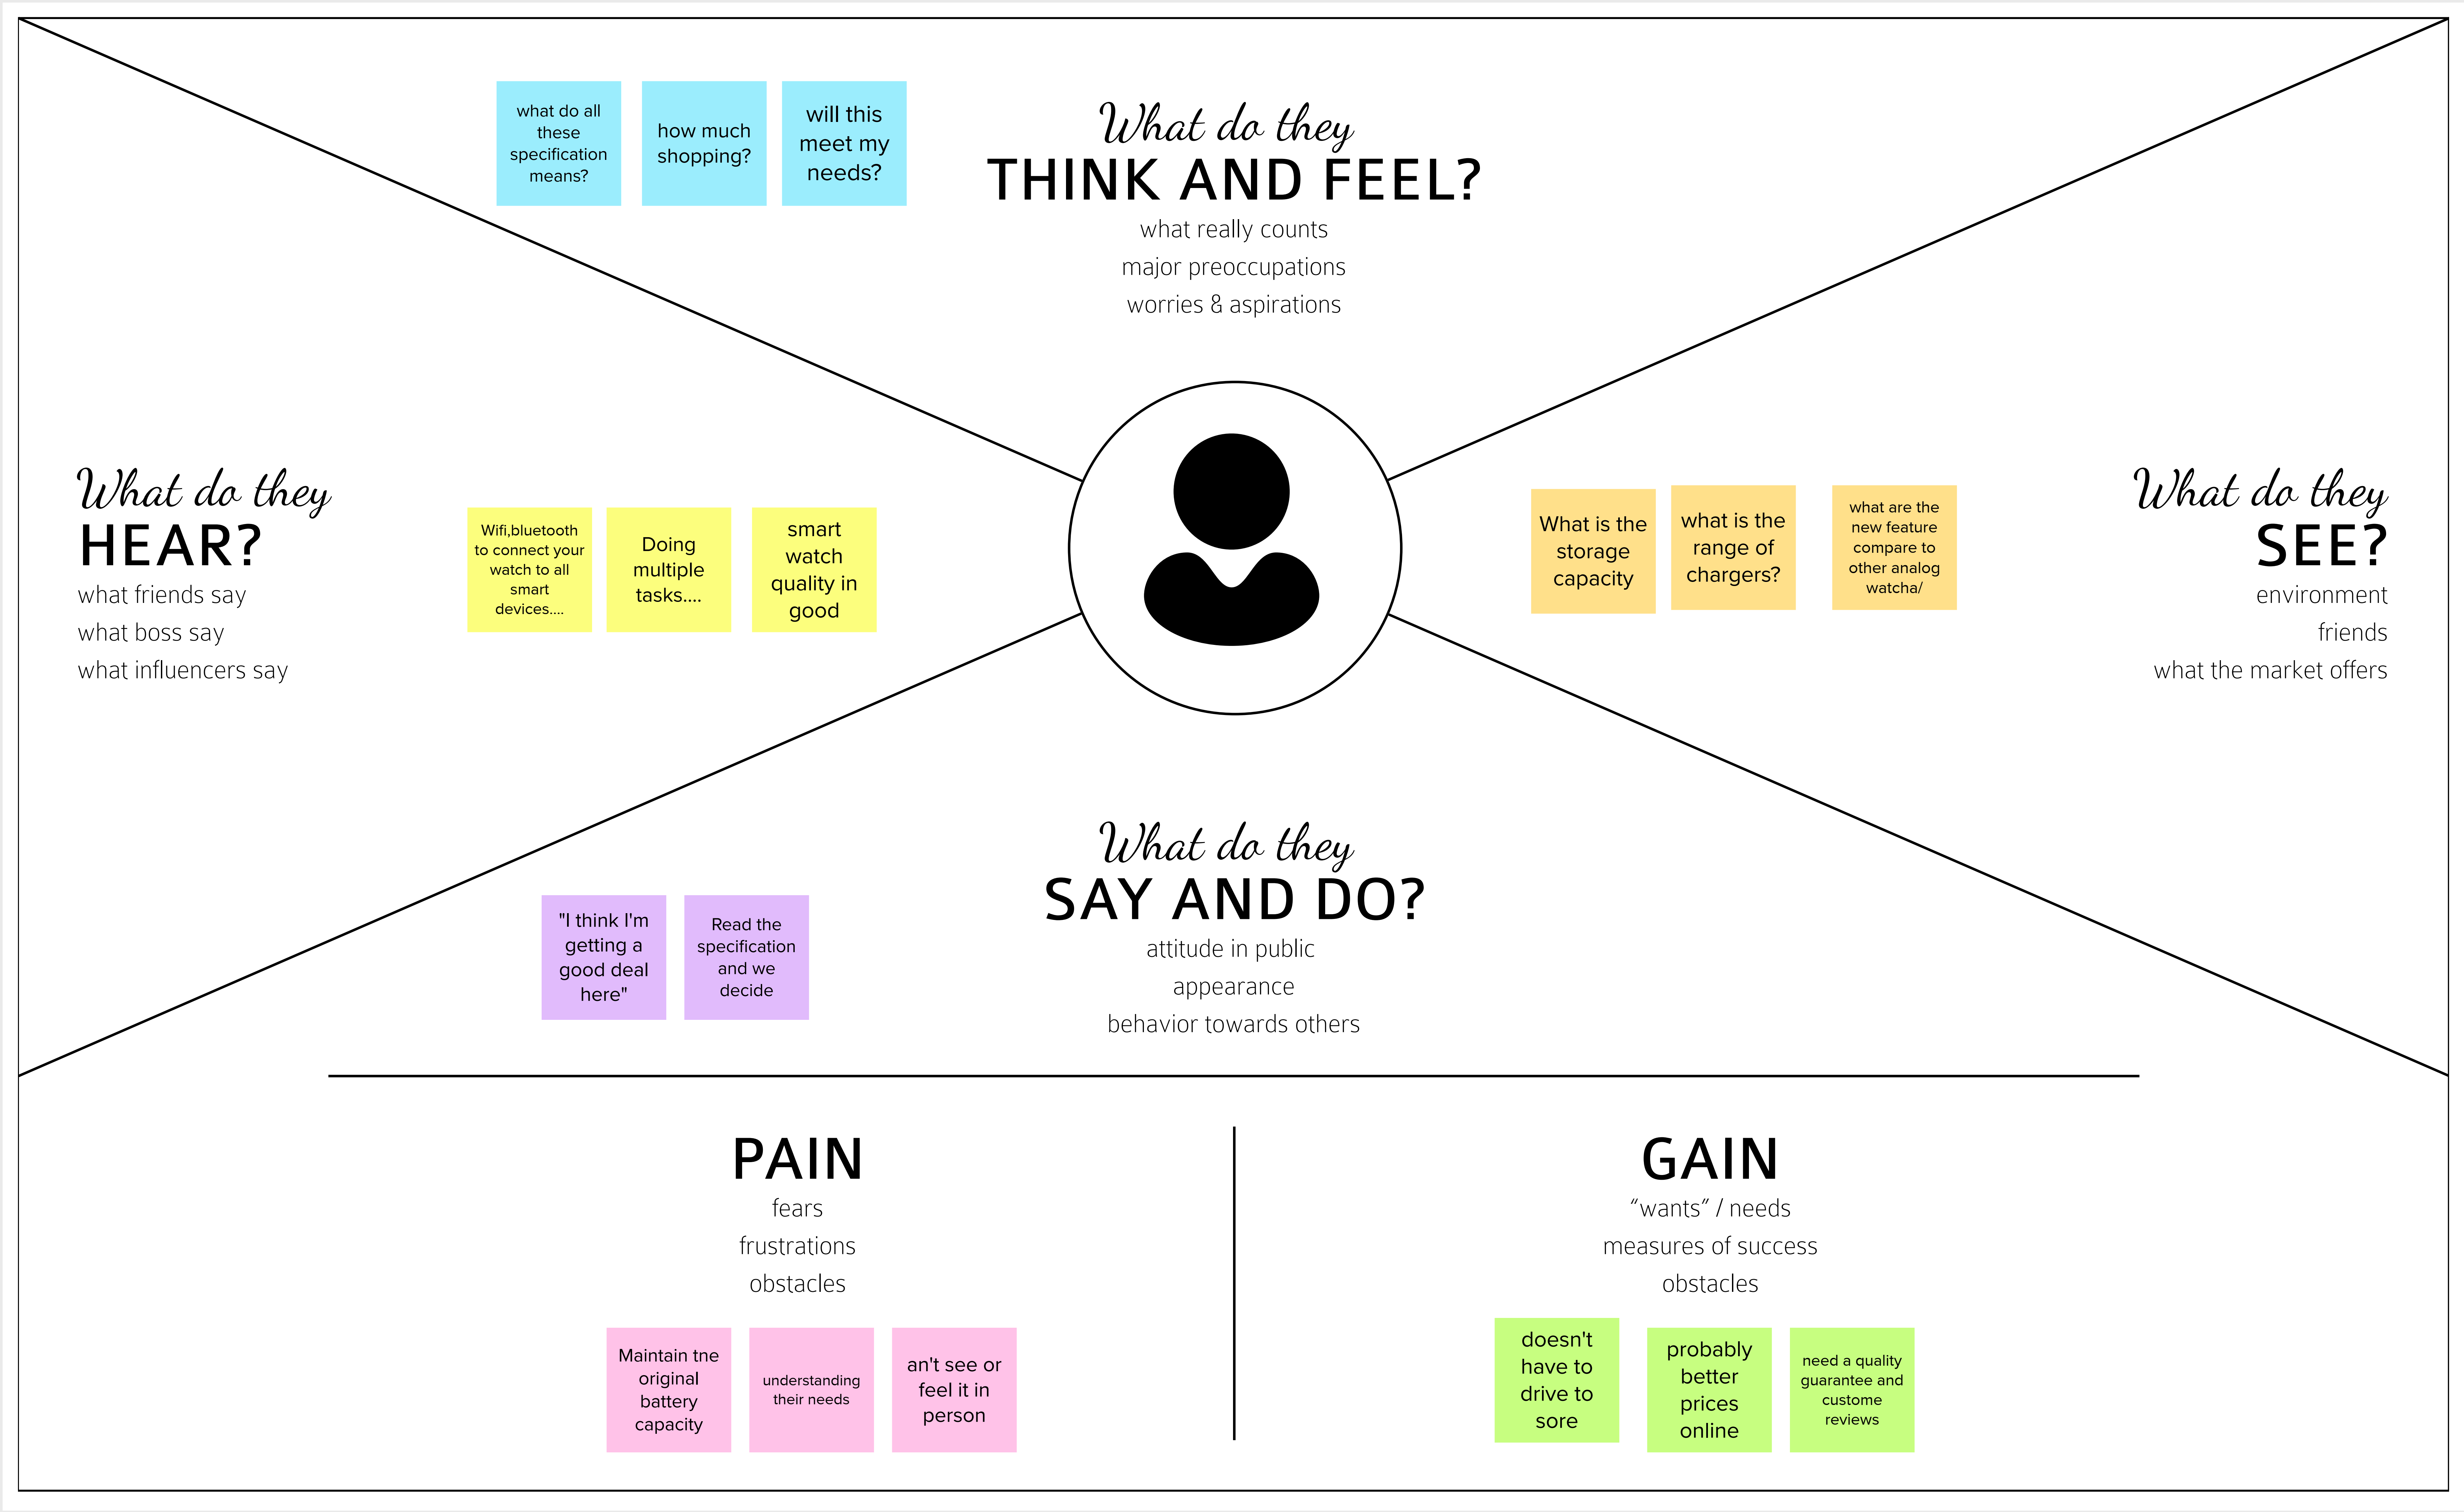 what do all
these
specification
means?
how much
shopping?
will this
meet my
needs?
What do they
THINK AND FEEL?
what really counts
major preoccupations
worries & aspirations
What do they
HEAR?
what friends say
what boss say
what influencers say
Wifi,bluetooth
to connect your
watch to all
smart
devices....
Doing
multiple
tasks....
smart
watch
quality in
good
What is the
storage
capacity
what is the
range of
chargers?
what are the
new feature
compare to
other analog
watcha/
What do they
SEE?
environment
friends
what the market offers
What do they
SAY AND DO?
attitude in public
appearance
behavior towards others
"I think I'm
getting a
good deal
here"
Read the
specification
and we
decide
PAIN
fears
frustrations
obstacles
Maintain tne
original
battery
capacity
understanding
their needs
an't see or
feel it in
person
GAIN
“wants” / needs
measures of success
obstacles
doesn't
have to
drive to
sore
probably
better
prices
online
need a quality
guarantee and
custome
reviews